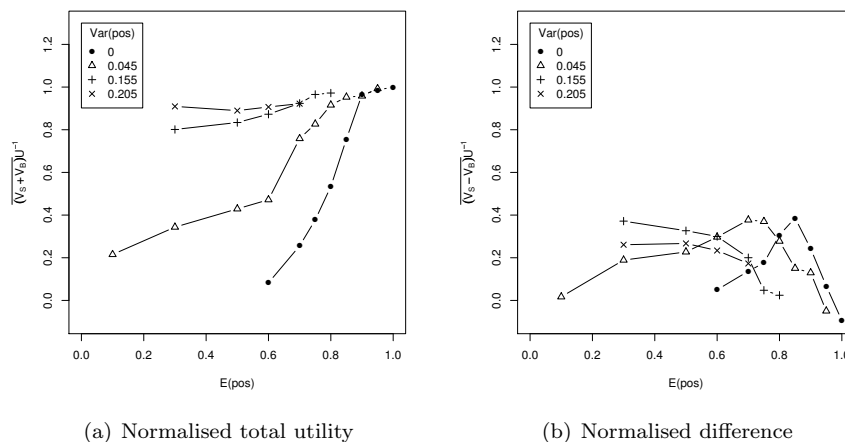 Var(pos)
0
0.045
0.155
0.205
0.0 0.2 0.4 0.6 0.8 1.0 1.2
(V_S + V_B)U⁻¹
0.0 0.2 0.4 0.6 0.8 1.0
E(pos)
(a) Normalised total utility
Var(pos)
0
0.045
0.155
0.205
0.0 0.2 0.4 0.6 0.8 1.0 1.2
(V_S − V_B)U⁻¹
0.0 0.2 0.4 0.6 0.8 1.0
E(pos)
(b) Normalised difference